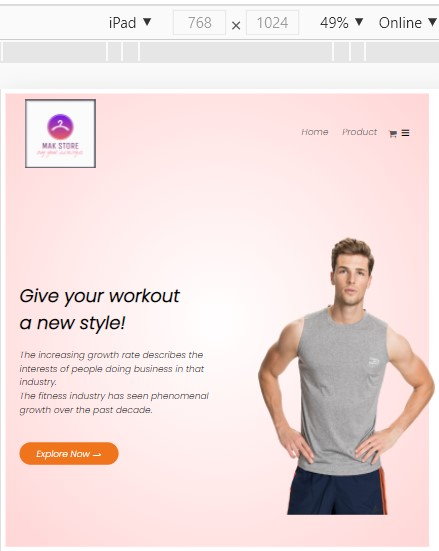 iPad ▼ 768 × 1024 49% ▼ Online ▼
MAK STORE
Home Product
Give your workout
a new style!
The increasing growth rate describes the
interests of people doing business in that
industry.
The fitness industry has seen phenomenal
growth over the past decade.
Explore Now →